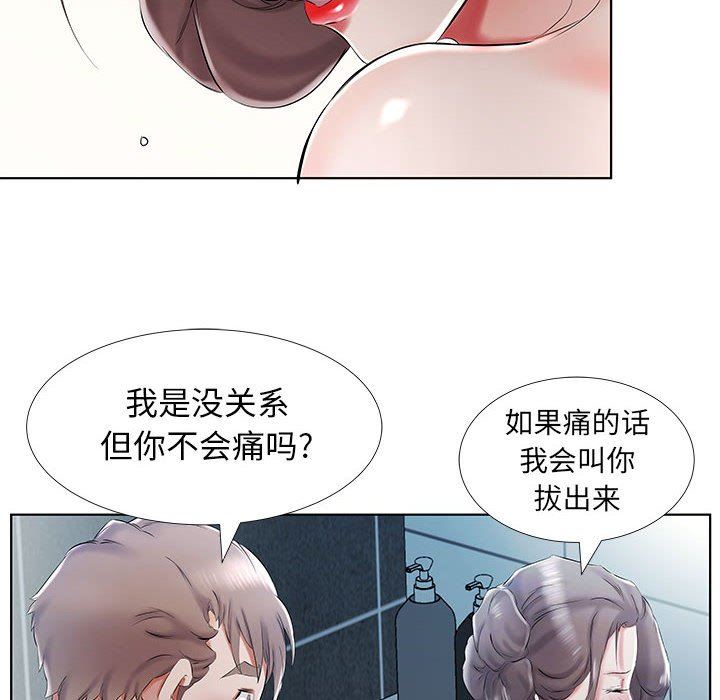 我是没关系
但你不会痛吗?
如果痛的话
我会叫你
拔出来